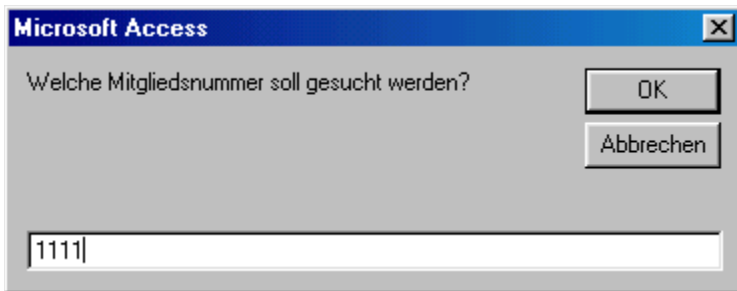 Microsoft Access
Welche Mitgliedsnummer soll gesucht werden?
OK
Abbrechen
1111